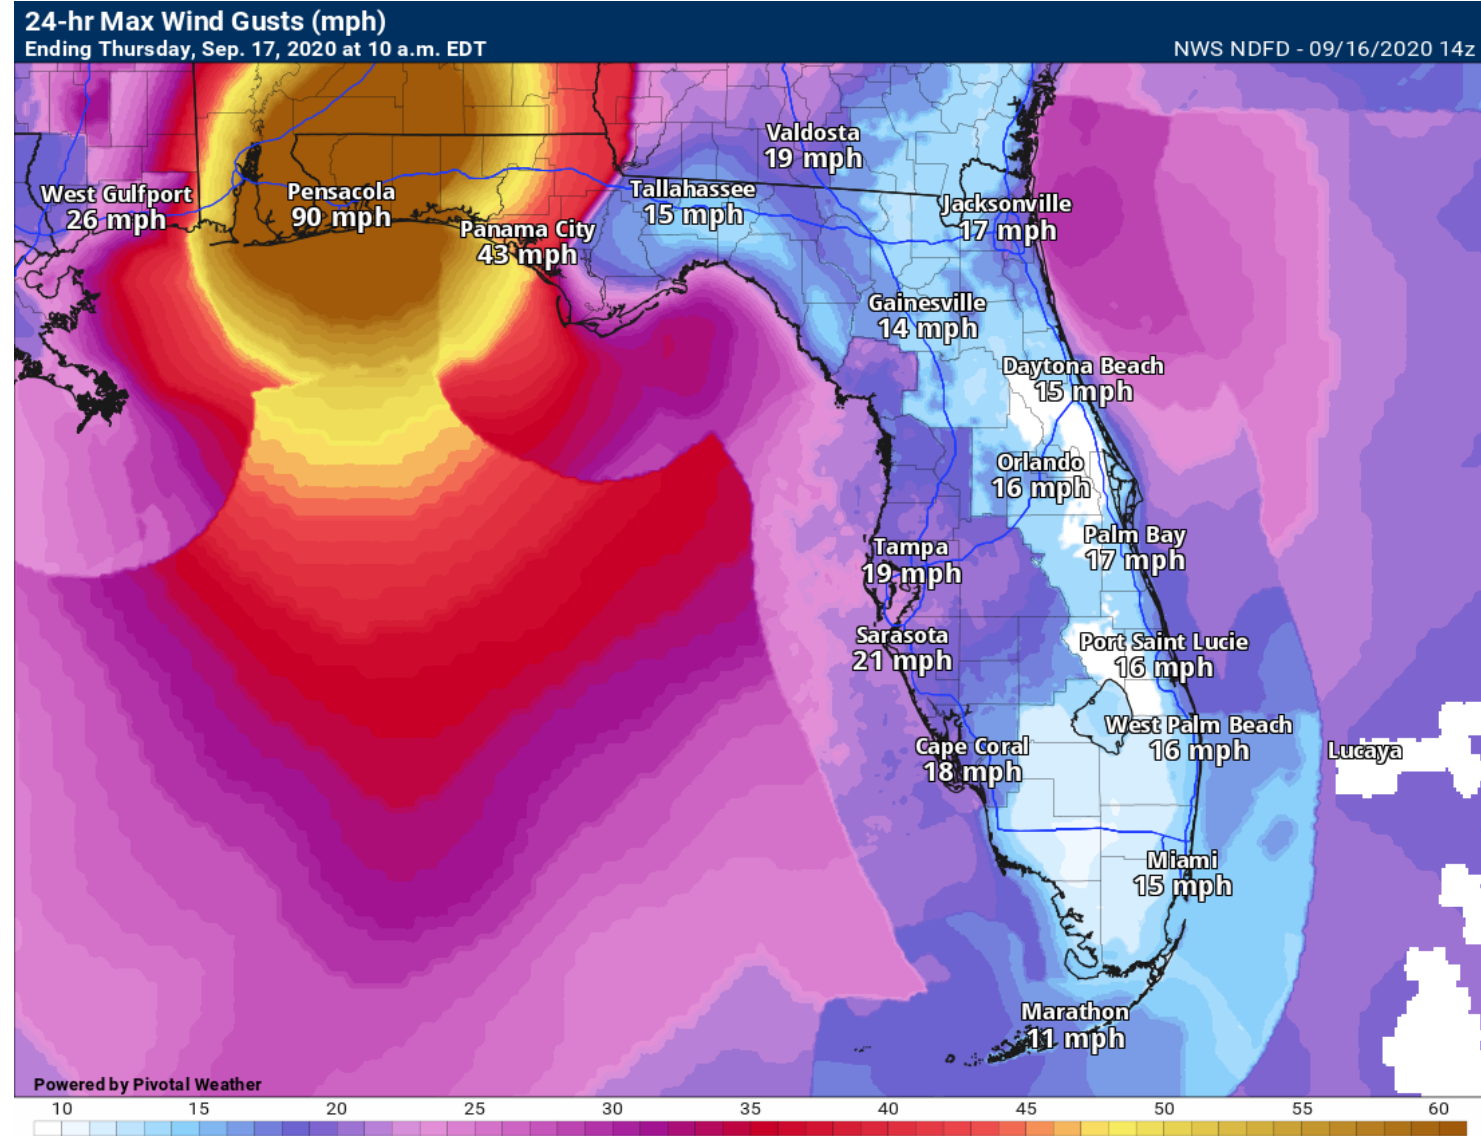 24-hr Max Wind Gusts (mph)
Ending Thursday, Sep. 17, 2020 at 10 a.m. EDT
NWS NDFD - 09/16/2020 14z
Valdosta
19 mph
West Gulfport
26 mph
Pensacola
90 mph
Tallahassee
15 mph
Jacksonville
17 mph
Panama City
43 mph
Gainesville
14 mph
Daytona Beach
15 mph
Orlando
16 mph
Palm Bay
17 mph
Tampa
19 mph
Sarasota
21 mph
Port Saint Lucie
16 mph
West Palm Beach
16 mph
Lucaya
Cape Coral
18 mph
Miami
15 mph
Marathon
11 mph
Powered by Pivotal Weather
10 15 20 25 30 35 40 45 50 55 60